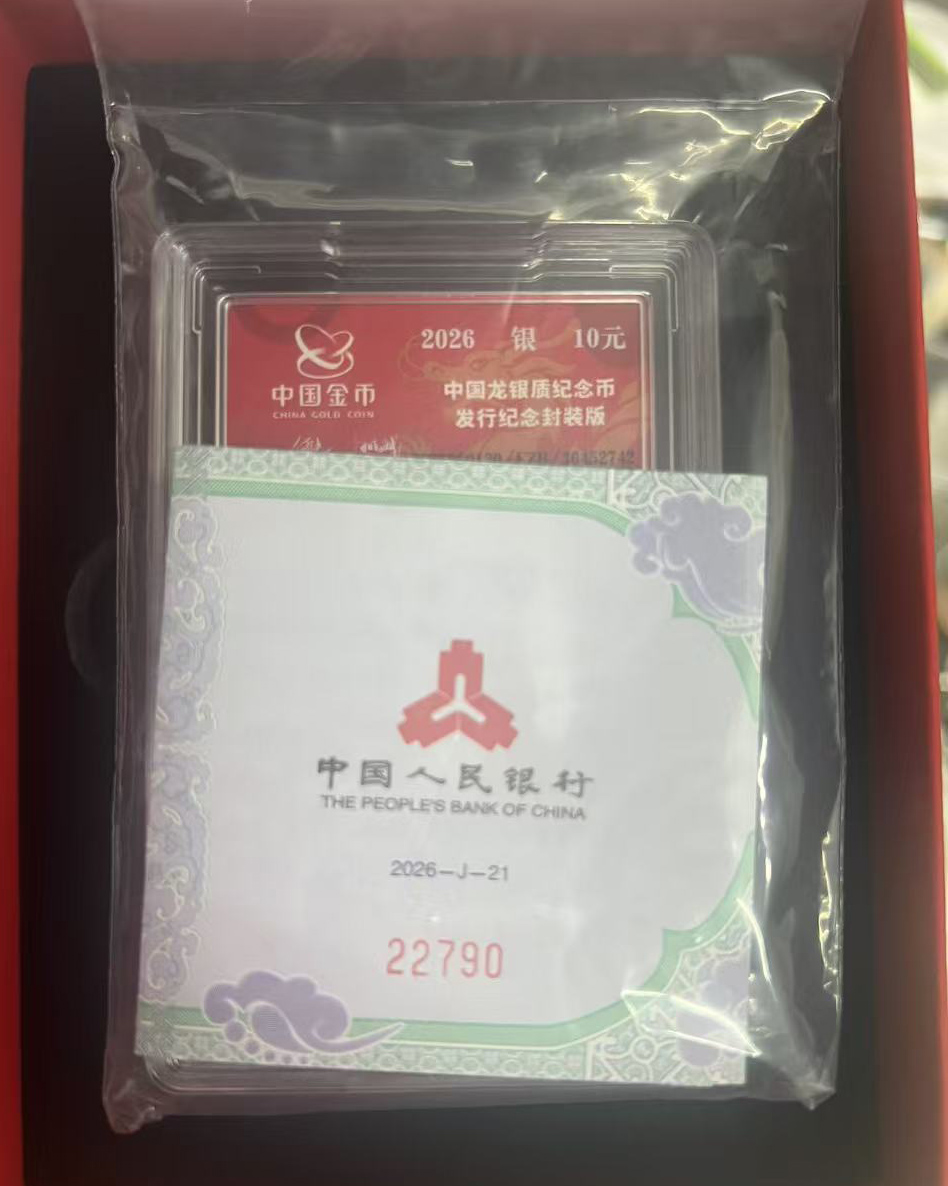 2026 银 10元
中国金币
CHINA GOLD COIN
中国龙银质纪念币
发行纪念封装版
/36452742
中国人民银行
THE PEOPLE'S BANK OF CHINA
2026-J-21
22790